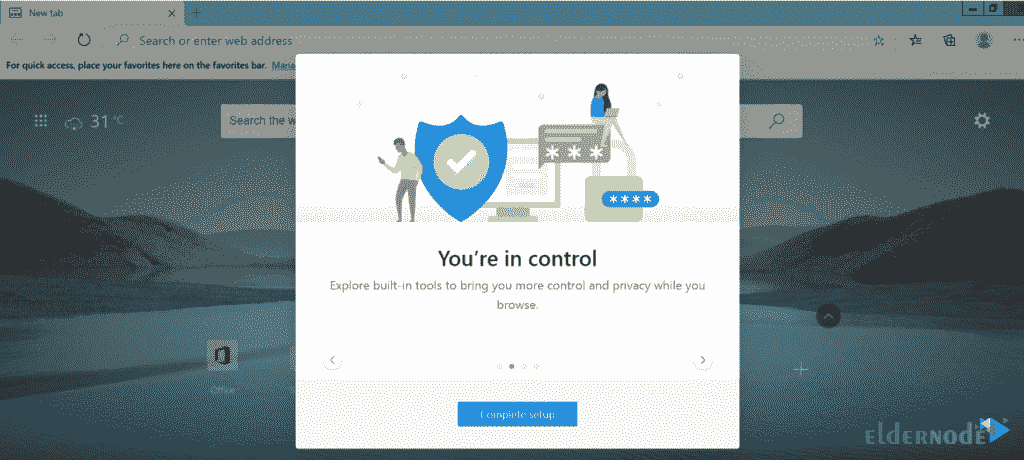 New tab
Search or enter web address
For quick access, place your favorites here on the favorites bar. Mana
31 °C
Search the w
* * *
* * * *
You're in control
Explore built-in tools to bring you more control and privacy while you
browse.
Office
Complete setup
eldernode